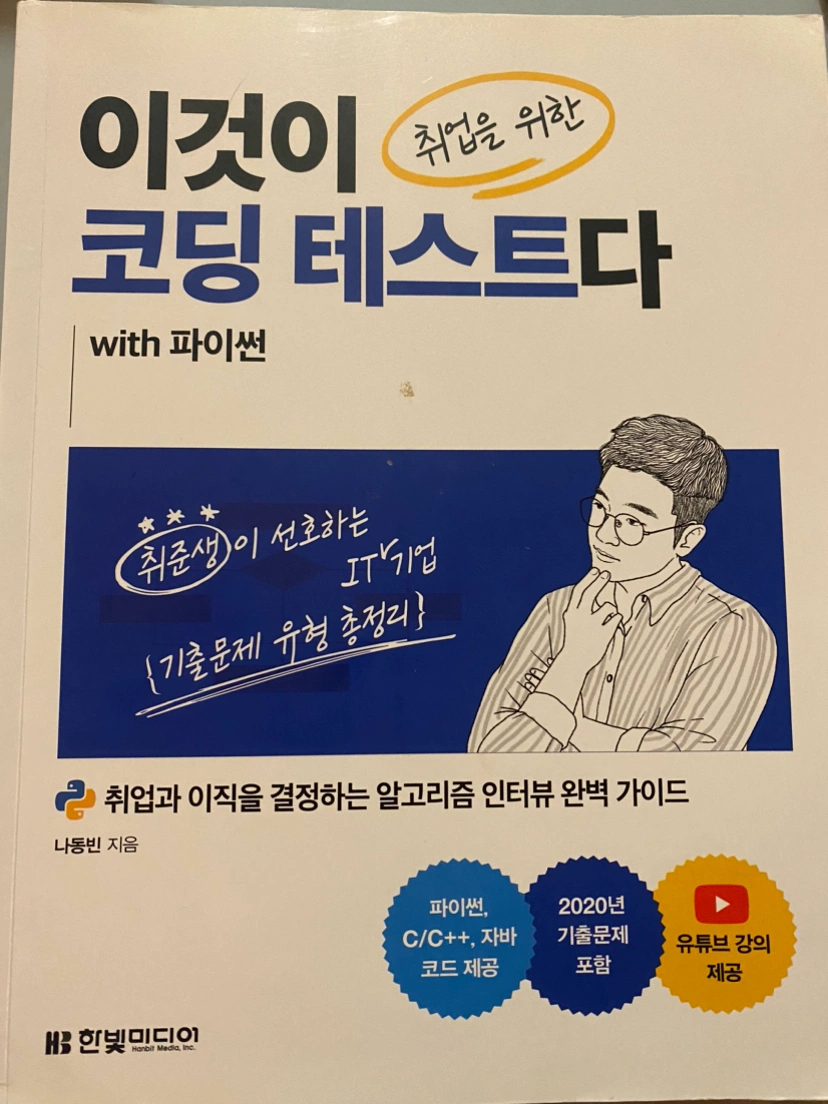 이것이
취업을 위한
코딩 테스트다
with 파이썬
취준생이 선호하는
IT기업
{기출문제 유형 총정리}
취업과 이직을 결정하는 알고리즘 인터뷰 완벽 가이드
나동빈 지음
파이썬,
C/C++, 자바
코드 제공
2020년
기출문제
포함
유튜브 강의
제공
HB 한빛미디어
Hanbit Media, Inc.